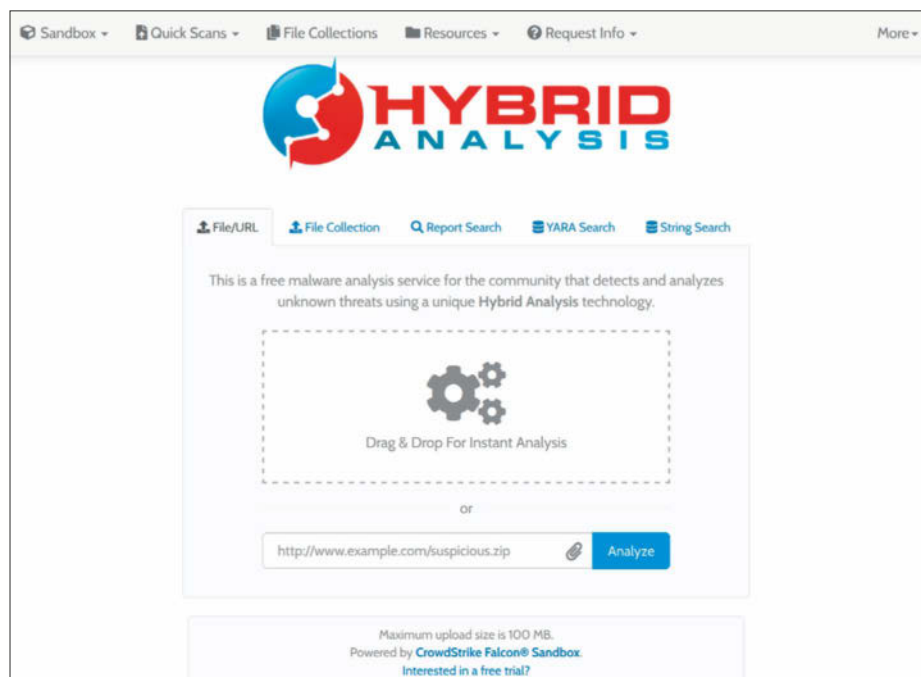 Sandbox Quick Scans File Collections Resources Request Info More
HYBRID
ANALYSIS
File/URL File Collection Report Search YARA Search String Search
This is a free malware analysis service for the community that detects and analyzes
unknown threats using a unique Hybrid Analysis technology.
Drag & Drop For Instant Analysis
or
http://www.example.com/suspicious.zip Analyze
Maximum upload size is 100 MB.
Powered by CrowdStrike Falcon® Sandbox.
Interested in a free trial?